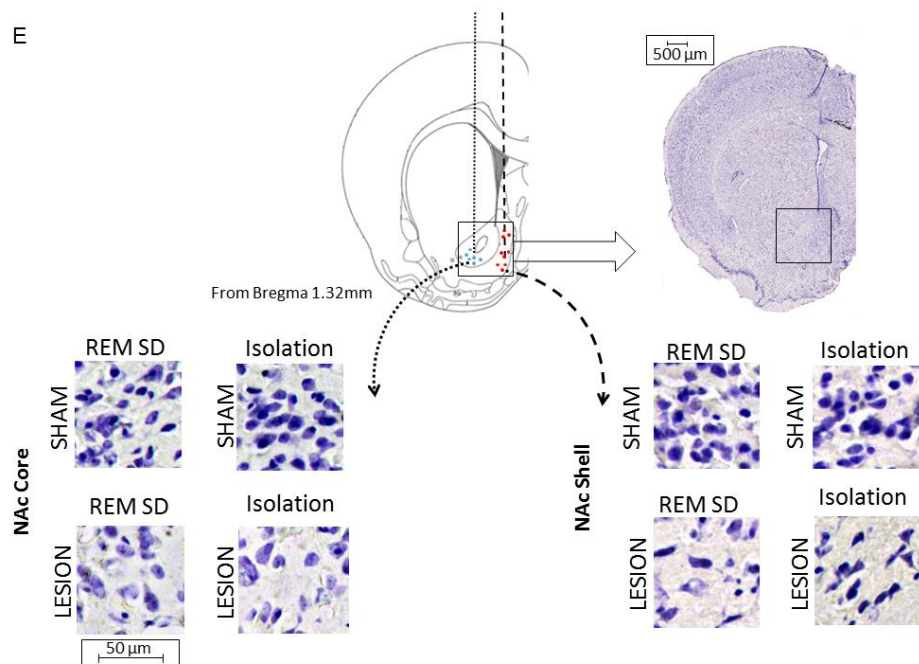 E
500 µm
From Bregma 1.32mm
REM SD
Isolation
REM SD
Isolation
SHAM
SHAM
SHAM
SHAM
NAc Core
NAc Shell
REM SD
Isolation
REM SD
Isolation
LESION
LESION
LESION
LESION
50 µm